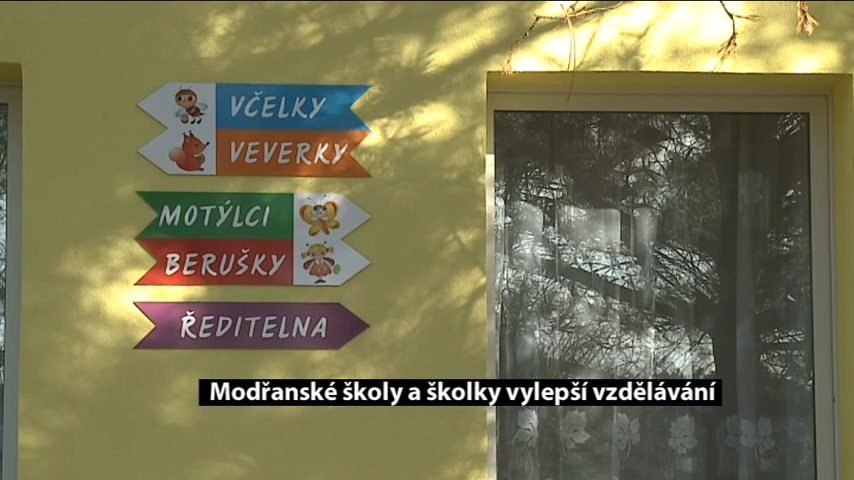 VČELKY
VEVERKY
MOTÝLCI
BERUŠKY
ŘEDITELNA
Modřanské školy a školky vylepší vzdělávání